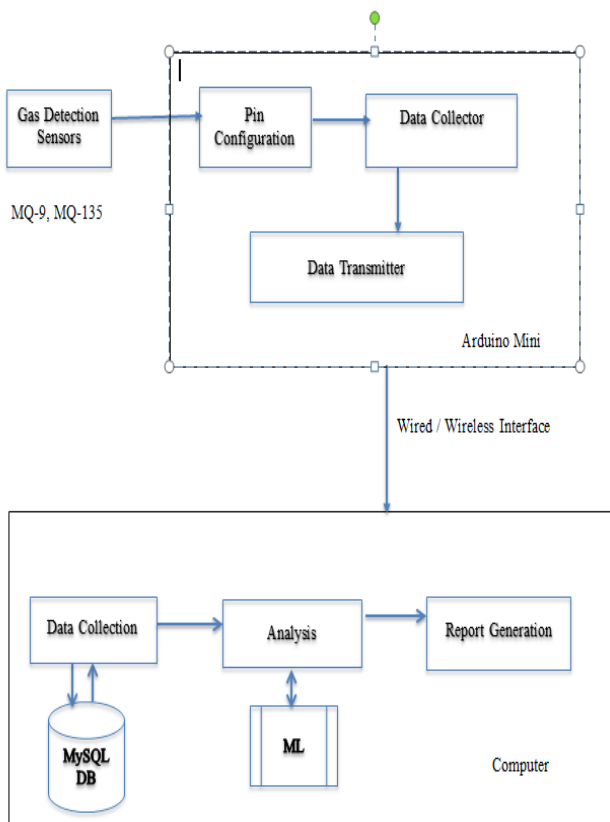 Gas Detection
Sensors
Pin
Configuration
Data Collector
MQ-9, MQ-135
Data Transmitter
Arduino Mini
Wired / Wireless Interface
Data Collection
Analysis
Report Generation
MySQL
DB
ML
Computer